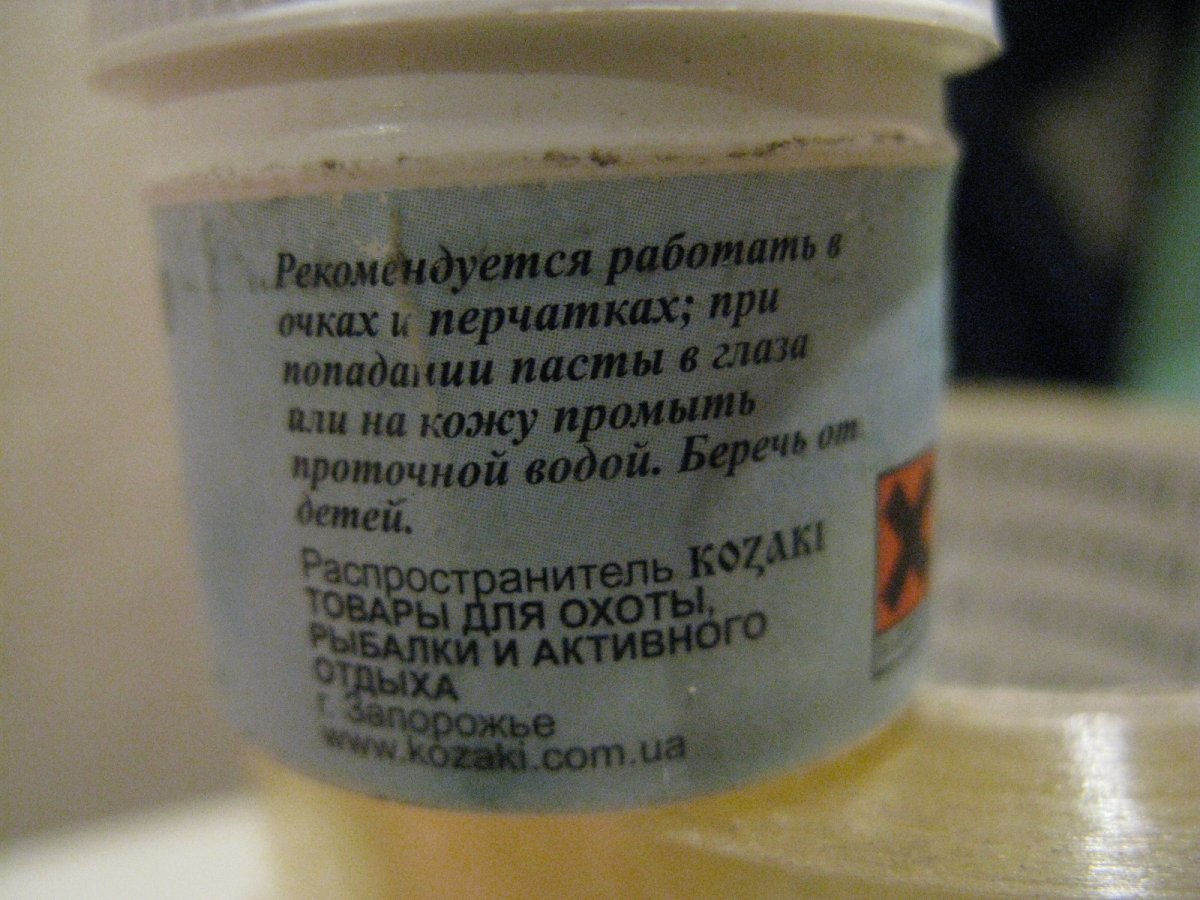 Рекомендуется работать в
очках и перчатках; при
попадании пасты в глаза
или на кожу промыть
проточной водой. Беречь от
детей.
Распространитель KOZAKI
ТОВАРЫ ДЛЯ ОХОТЫ,
РЫБАЛКИ И АКТИВНОГО
ОТДЫХА
г. Запорожье
www.kozaki.com.ua